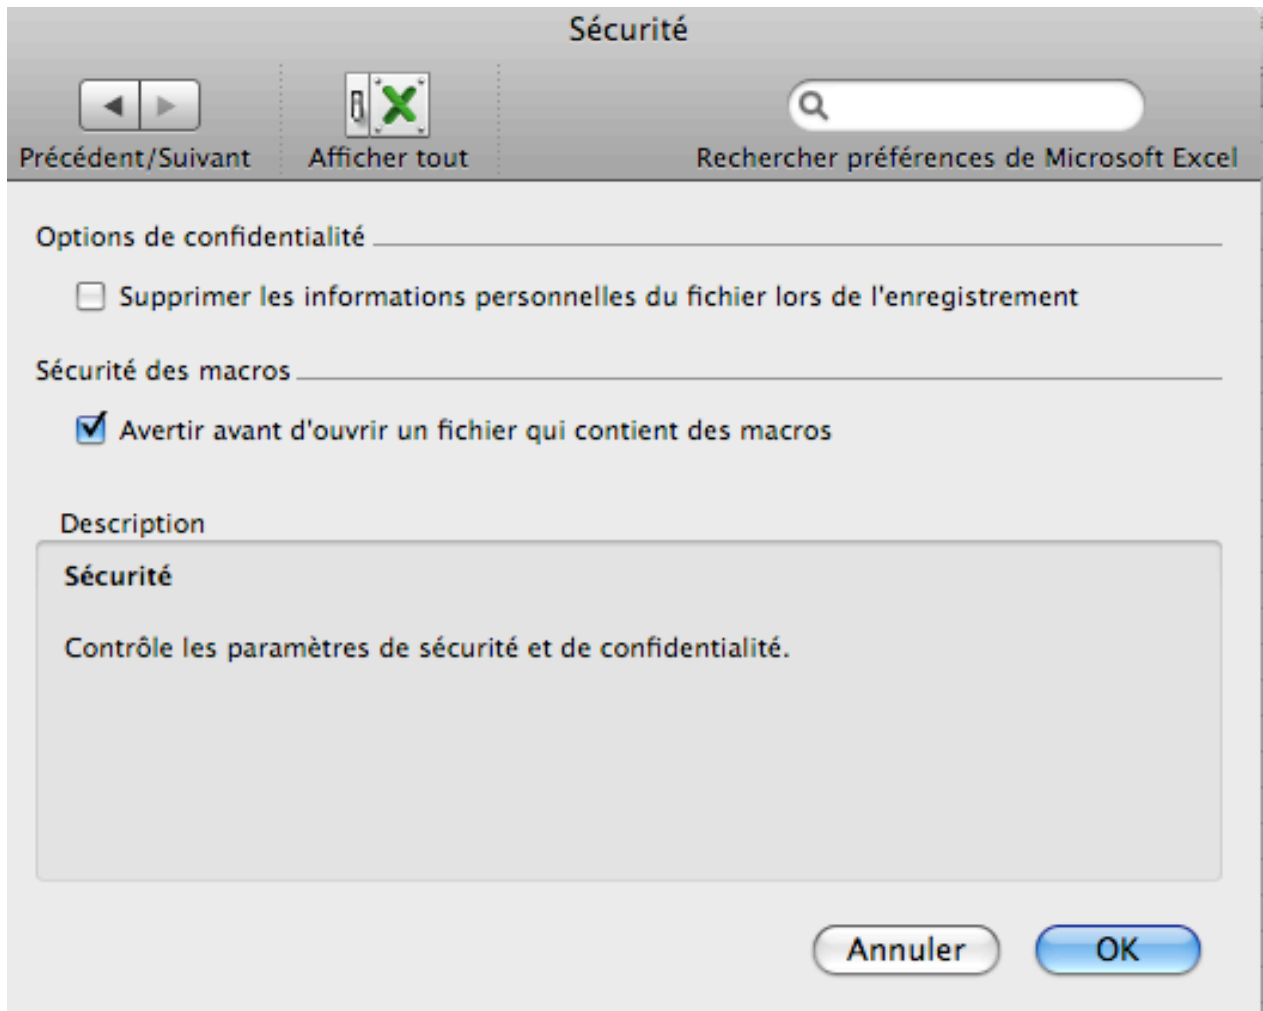 Sécurité
Précédent/Suivant
Afficher tout
Rechercher préférences de Microsoft Excel
Options de confidentialité
Supprimer les informations personnelles du fichier lors de l'enregistrement
Sécurité des macros
Avertir avant d'ouvrir un fichier qui contient des macros
Description
Sécurité
Contrôle les paramètres de sécurité et de confidentialité.
Annuler
OK